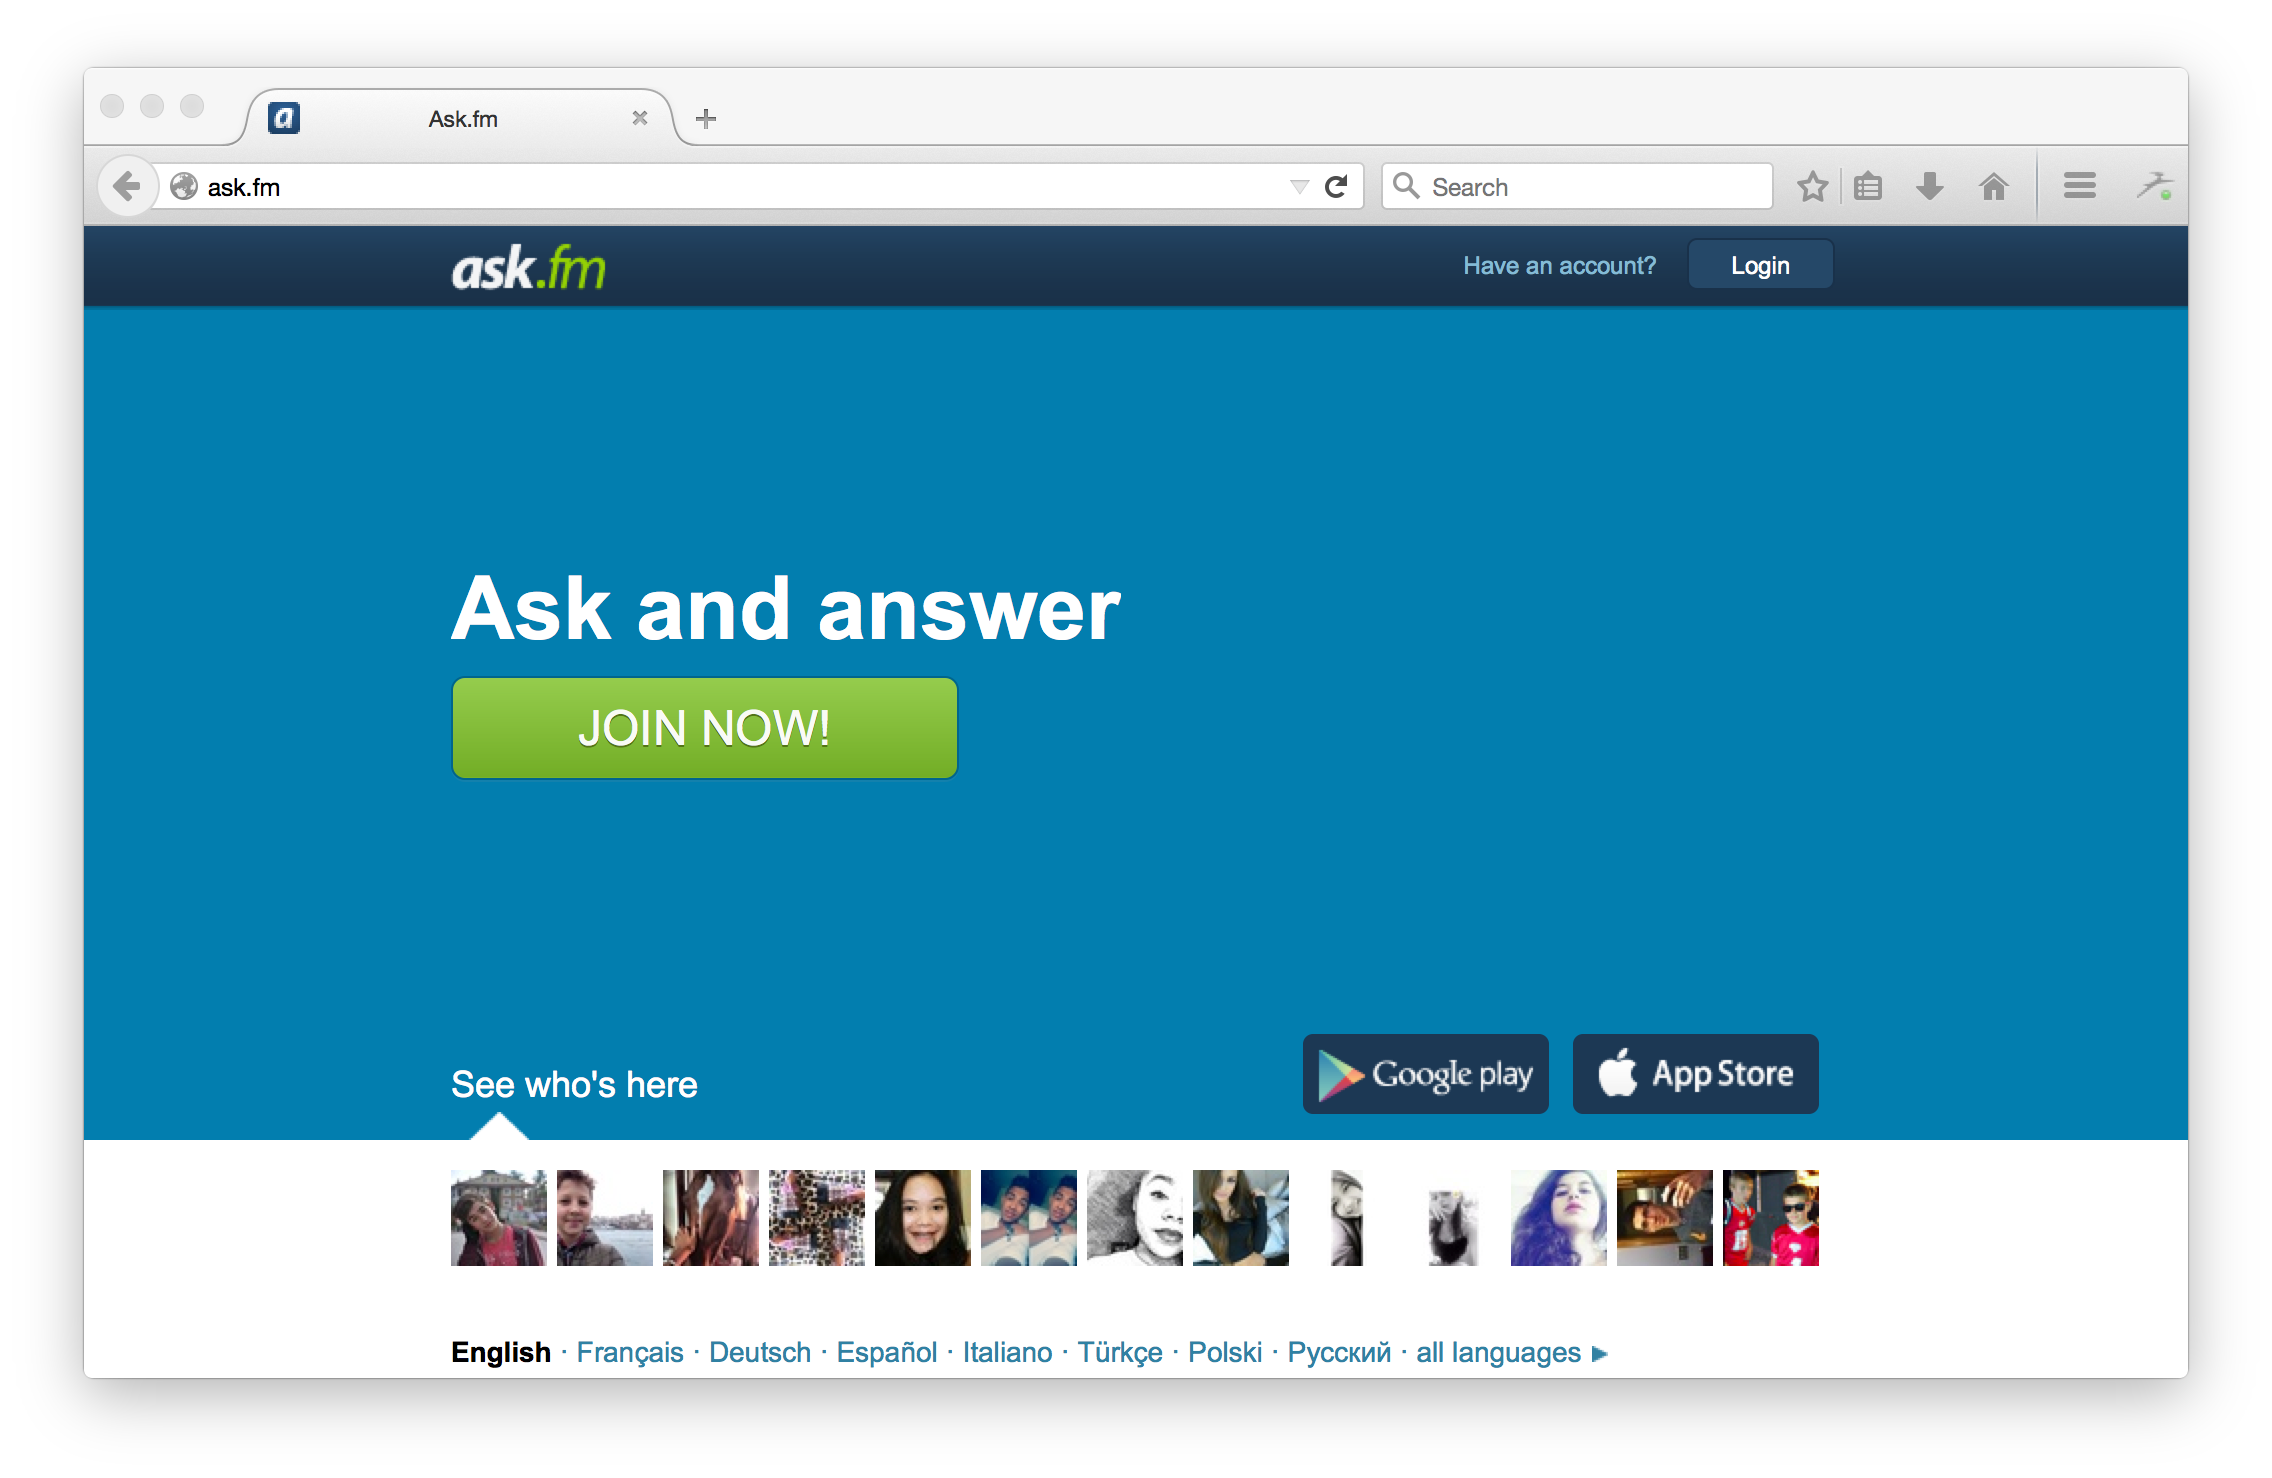 a
Ask.fm
ask.fm
Search
ask.fm
Have an account?
Login
Ask and answer
JOIN NOW!
See who's here
Google play
App Store
English · Français · Deutsch · Español · Italiano · Türkçe · Polski · Русский · all languages